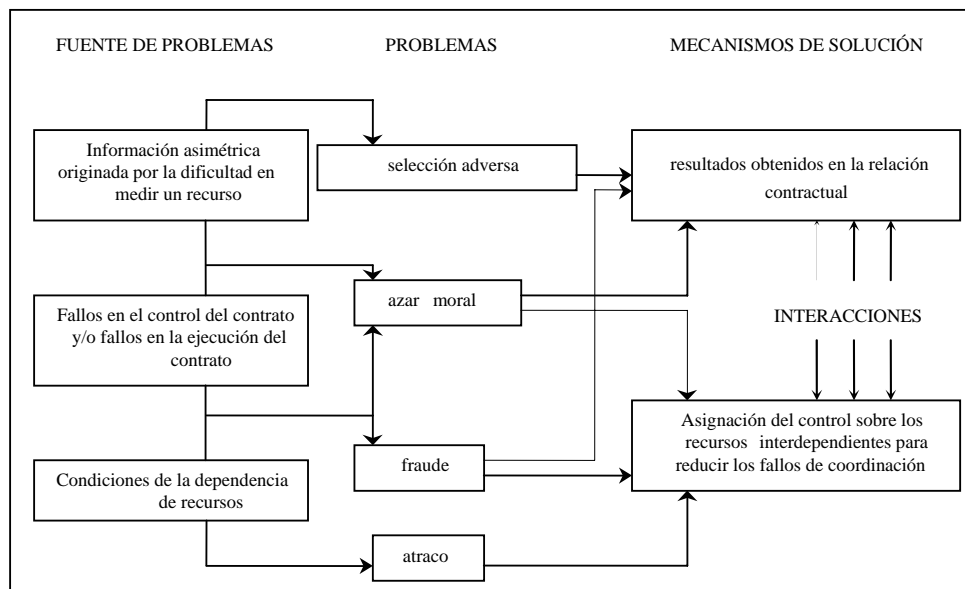 FUENTE DE PROBLEMAS
PROBLEMAS
MECANISMOS DE SOLUCIÓN
Información asimétrica
originada por la dificultad en
medir un recurso
selección adversa
resultados obtenidos en la relación
contractual
Fallos en el control del contrato
y/o fallos en la ejecución del
contrato
azar moral
INTERACCIONES
Condiciones de la dependencia
de recursos
fraude
Asignación del control sobre los
recursos interdependientes para
reducir los fallos de coordinación
atraco